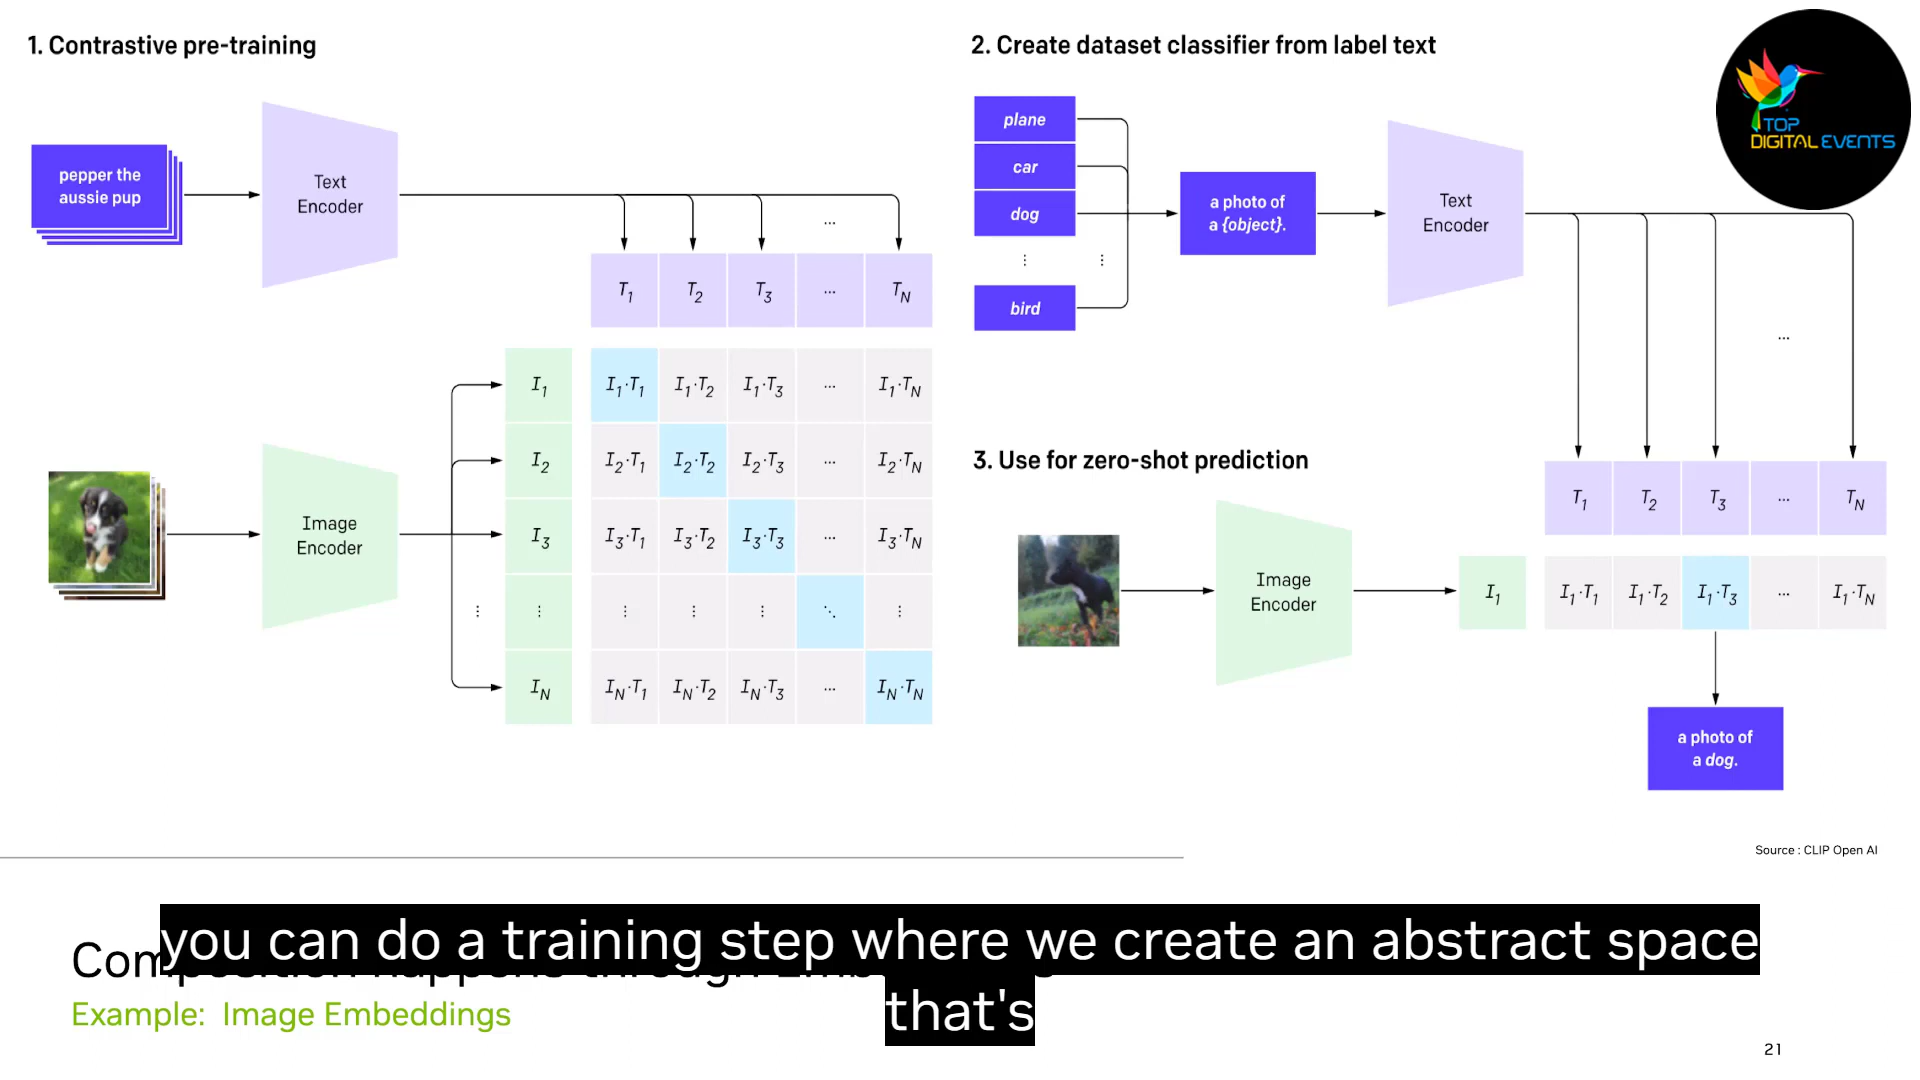 1. Contrastive pre-training
pepper the
aussie pup
Text
Encoder
...
T1 T2 T3 ... TN
I1 I1·T1 I1·T2 I1·T3 ... I1·TN
I2 I2·T1 I2·T2 I2·T3 ... I2·TN
Image
Encoder
I3 I3·T1 I3·T2 I3·T3 ... I3·TN
⋮ ⋮ ⋮ ⋮ ⋮ ⋱ ⋮
IN IN·T1 IN·T2 IN·T3 ... IN·TN
2. Create dataset classifier from label text
plane
car
dog
⋮ ⋮
bird
a photo of
a {object}.
Text
Encoder
...
TOP
DIGITAL EVENTS
3. Use for zero-shot prediction
Image
Encoder
T1 T2 T3 ... TN
I1 I1·T1 I1·T2 I1·T3 ... I1·TN
a photo of
a dog.
Source : CLIP Open AI
you can do a training step where we create an abstract space
that's
Example: Image Embeddings
21